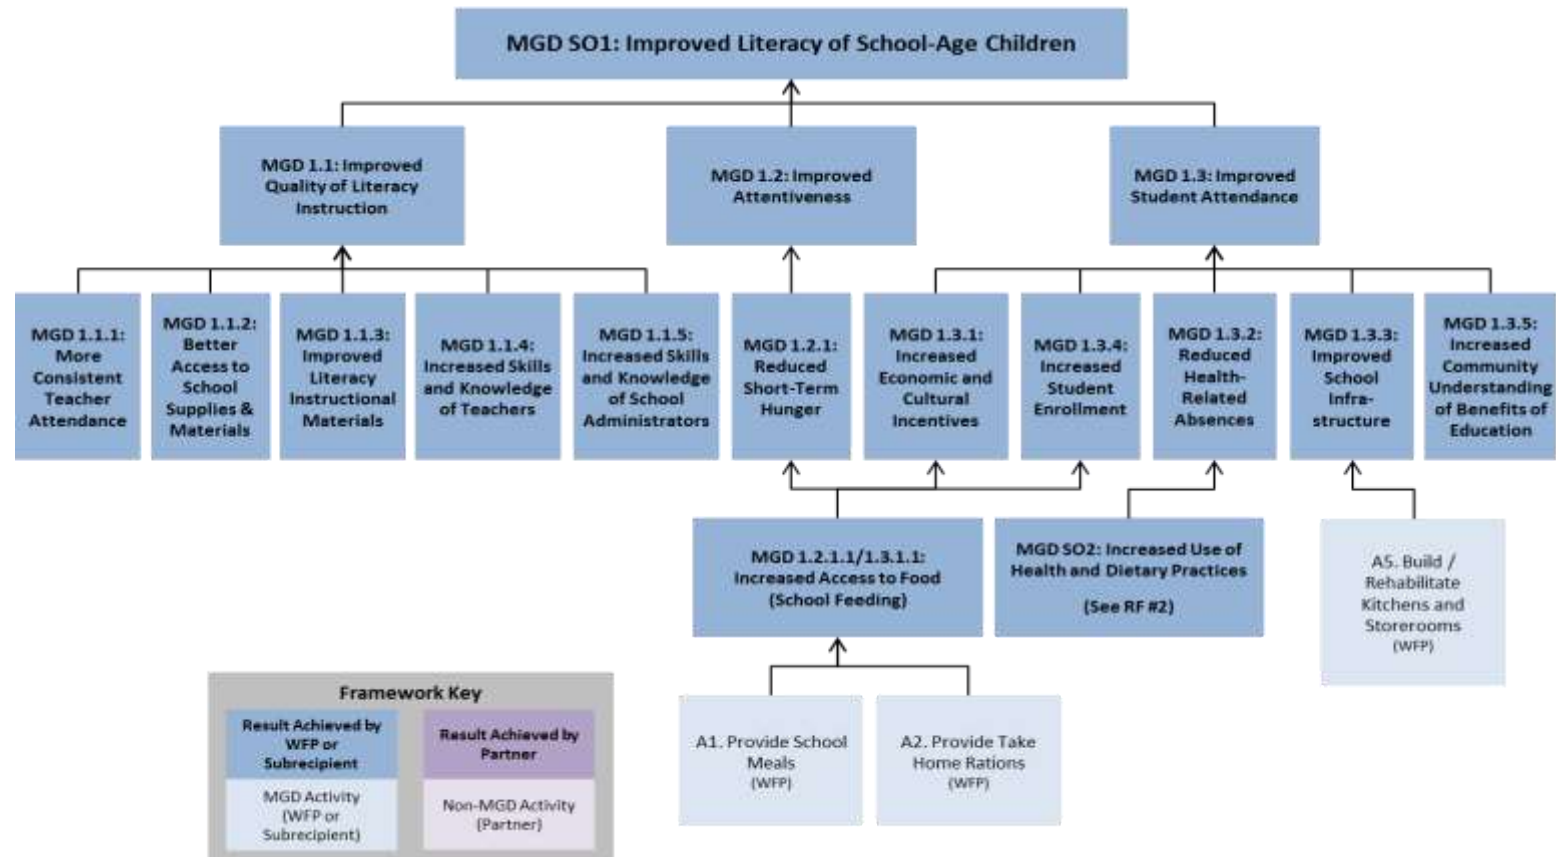 MGD SO1: Improved Literacy of School-Age Children
MGD 1.1: Improved
Quality of Literacy
Instruction
MGD 1.2: Improved
Attentiveness
MGD 1.3: Improved
Student Attendance
MGD 1.1.1:
More
Consistent
Teacher
Attendance
MGD 1.1.2:
Better
Access to
School
Supplies &
Materials
MGD 1.1.3:
Improved
Literacy
Instructional
Materials
MGD 1.1.4:
Increased Skills
and Knowledge
of Teachers
MGD 1.1.5:
Increased Skills
and Knowledge
of School
Administrators
MGD 1.2.1:
Reduced
Short-Term
Hunger
MGD 1.3.1:
Increased
Economic and
Cultural
Incentives
MGD 1.3.4:
Increased
Student
Enrollment
MGD 1.3.2:
Reduced
Health-
Related
Absences
MGD 1.3.3:
Improved
School
Infra-
structure
MGD 1.3.5:
Increased
Community
Understanding
of Benefits of
Education
MGD 1.2.1.1/1.3.1.1:
Increased Access to Food
(School Feeding)
MGD SO2: Increased Use of
Health and Dietary Practices
(See RF #2)
A5. Build /
Rehabilitate
Kitchens and
Storerooms
(WFP)
A1. Provide School
Meals
(WFP)
A2. Provide Take
Home Rations
(WFP)
Framework Key
Result Achieved by
WFP or
Subrecipient
Result Achieved by
Partner
MGD Activity
(WFP or
Subrecipient)
Non-MGD Activity
(Partner)